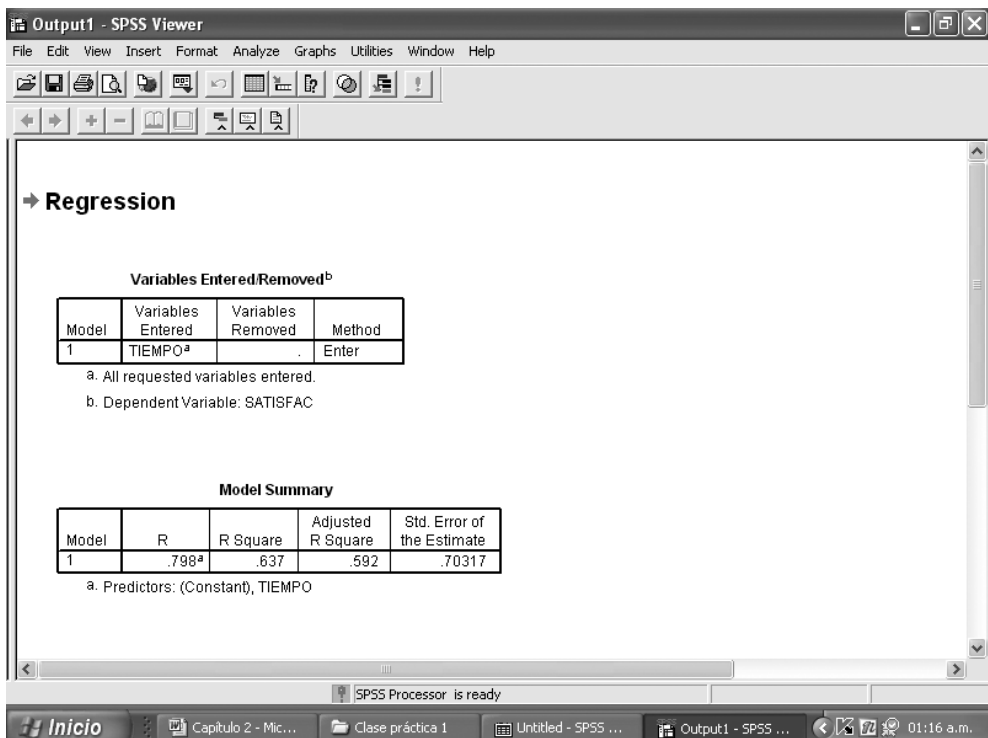 Output1 - SPSS Viewer
File Edit View Insert Format Analyze Graphs Utilities Window Help
Regression
Variables Entered/Removedb
Model Variables Entered Variables Removed Method
1 TIEMPOa . Enter
a. All requested variables entered.
b. Dependent Variable: SATISFAC
Model Summary
Model R R Square Adjusted R Square Std. Error of the Estimate
1 .798a .637 .592 .70317
a. Predictors: (Constant), TIEMPO
SPSS Processor is ready
Inicio Capítulo 2 - Mic... Clase práctica 1 Untitled - SPSS ... Output1 - SPSS ... 01:16 a.m.